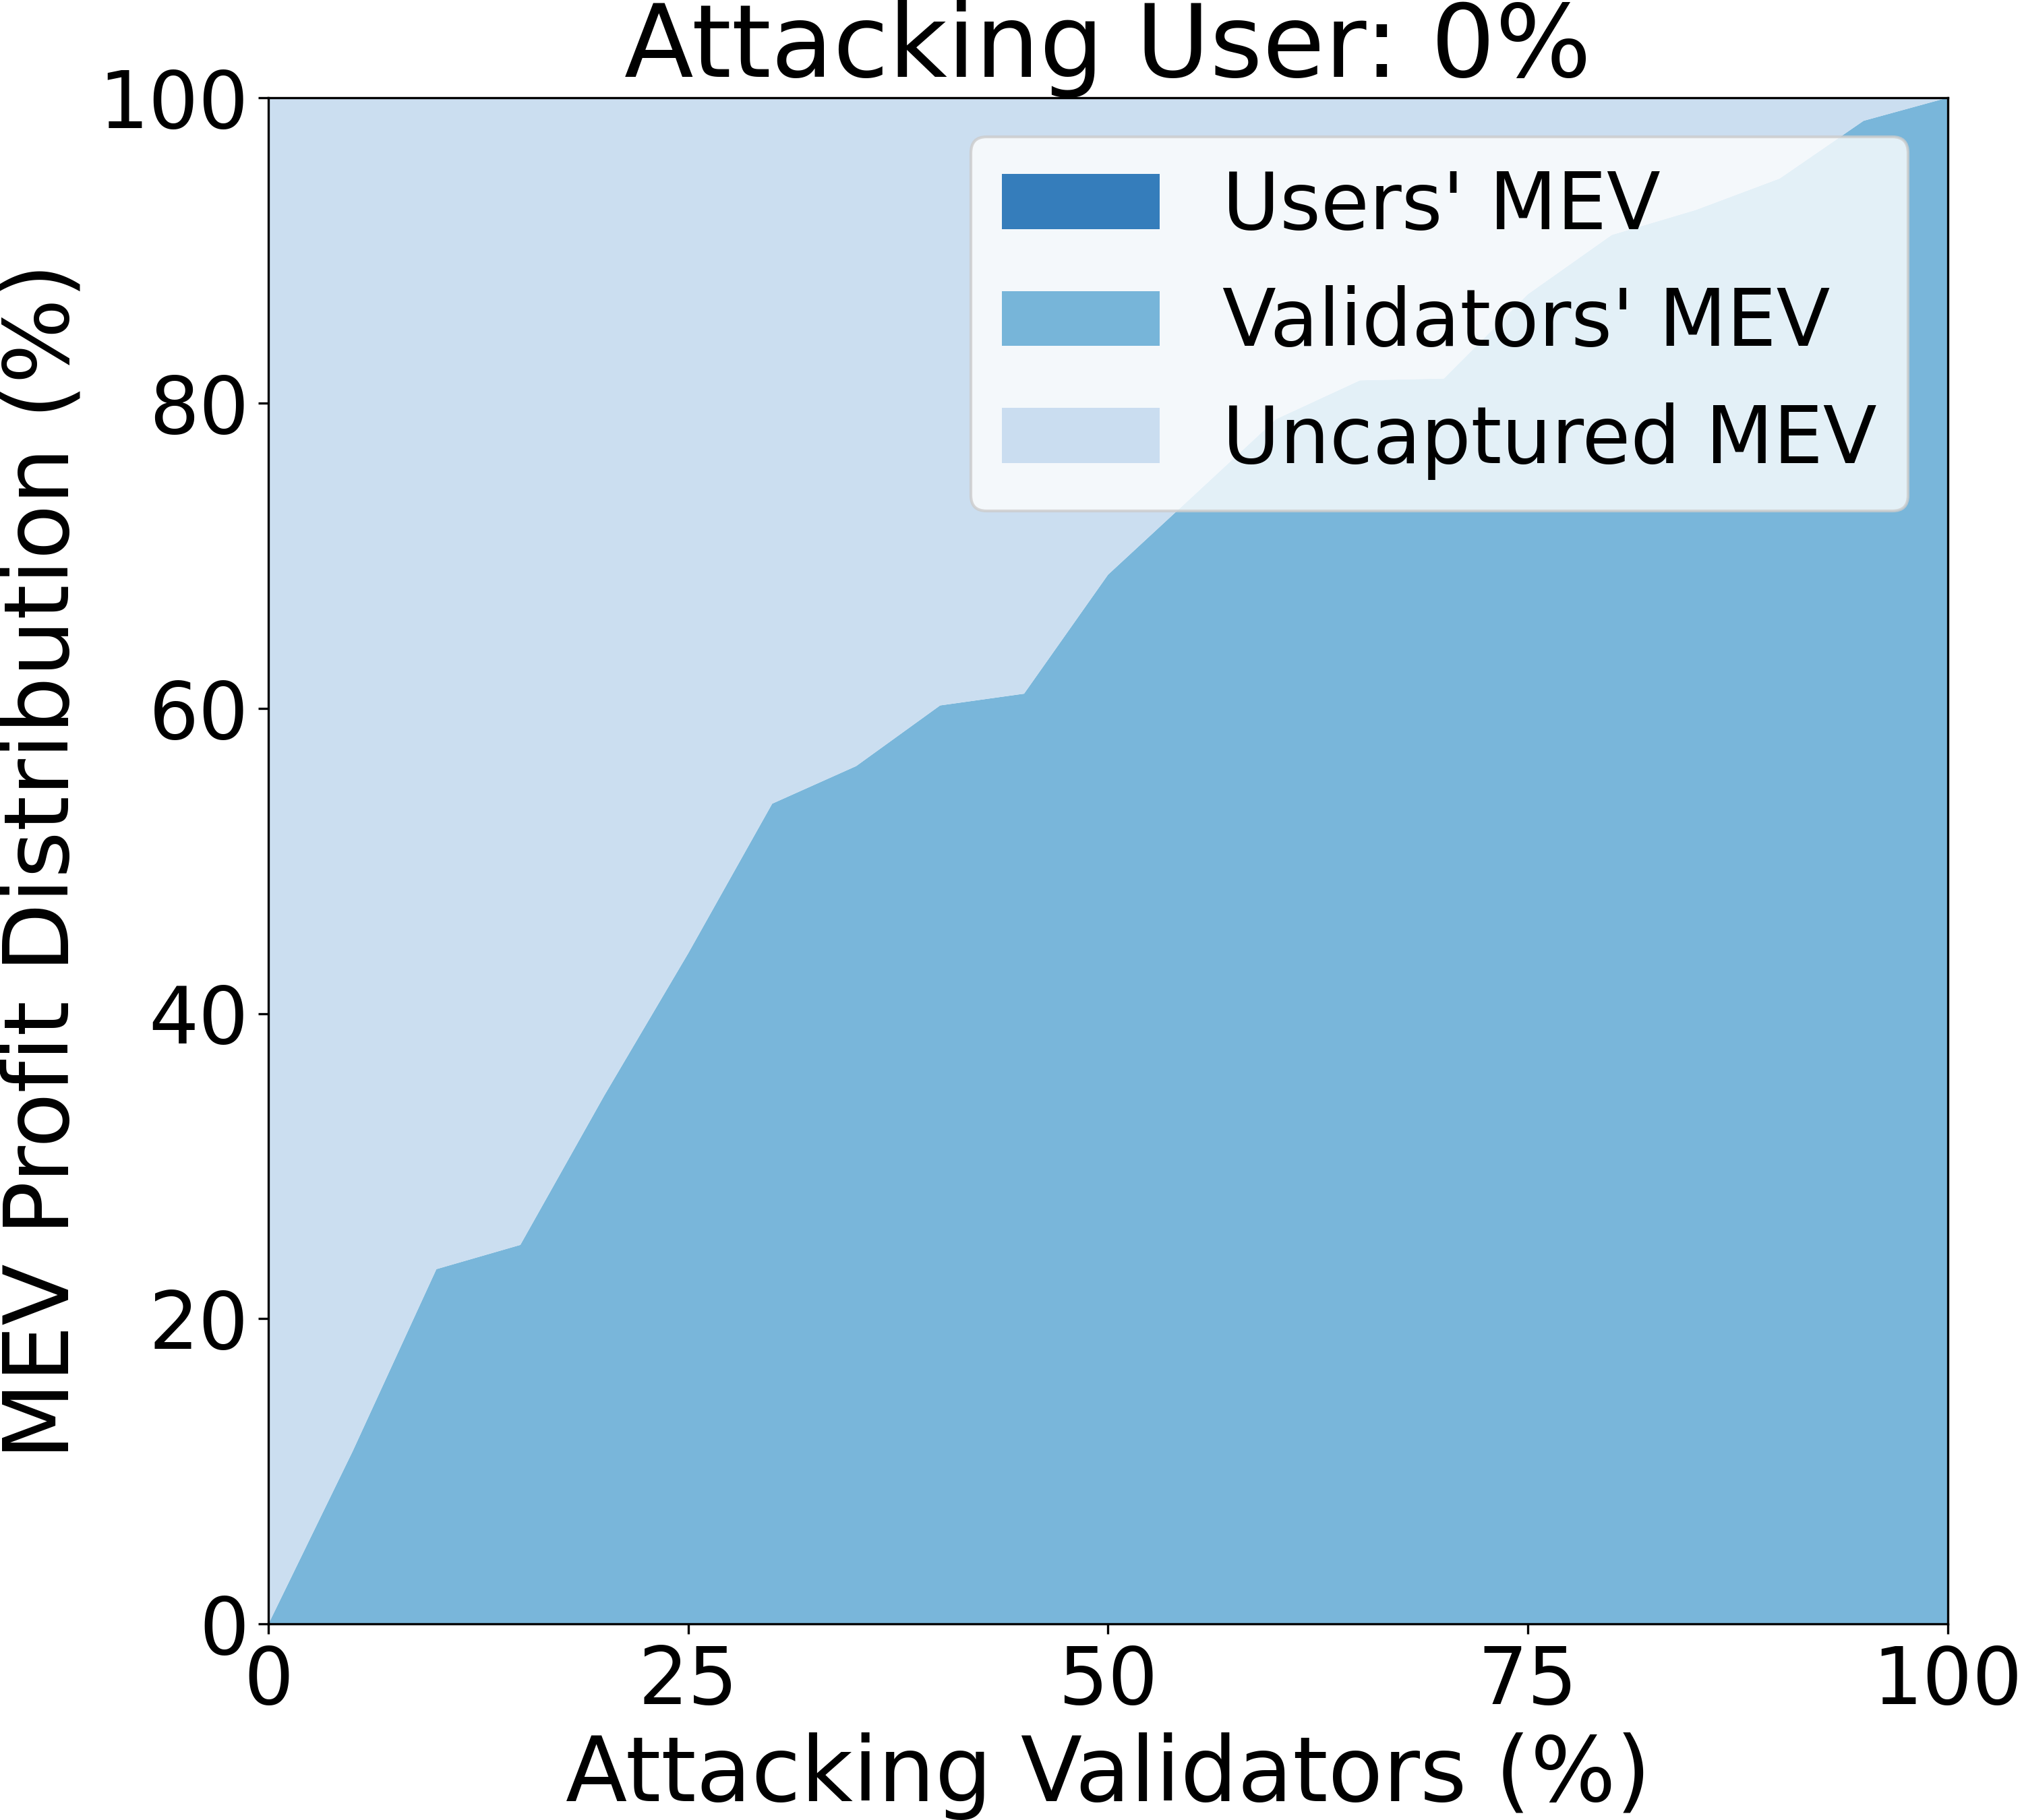 Attacking User: 0%
MEV Profit Distribution (%)
100
80
60
40
20
0
Users' MEV
Validators' MEV
Uncaptured MEV
0 25 50 75 100
Attacking Validators (%)